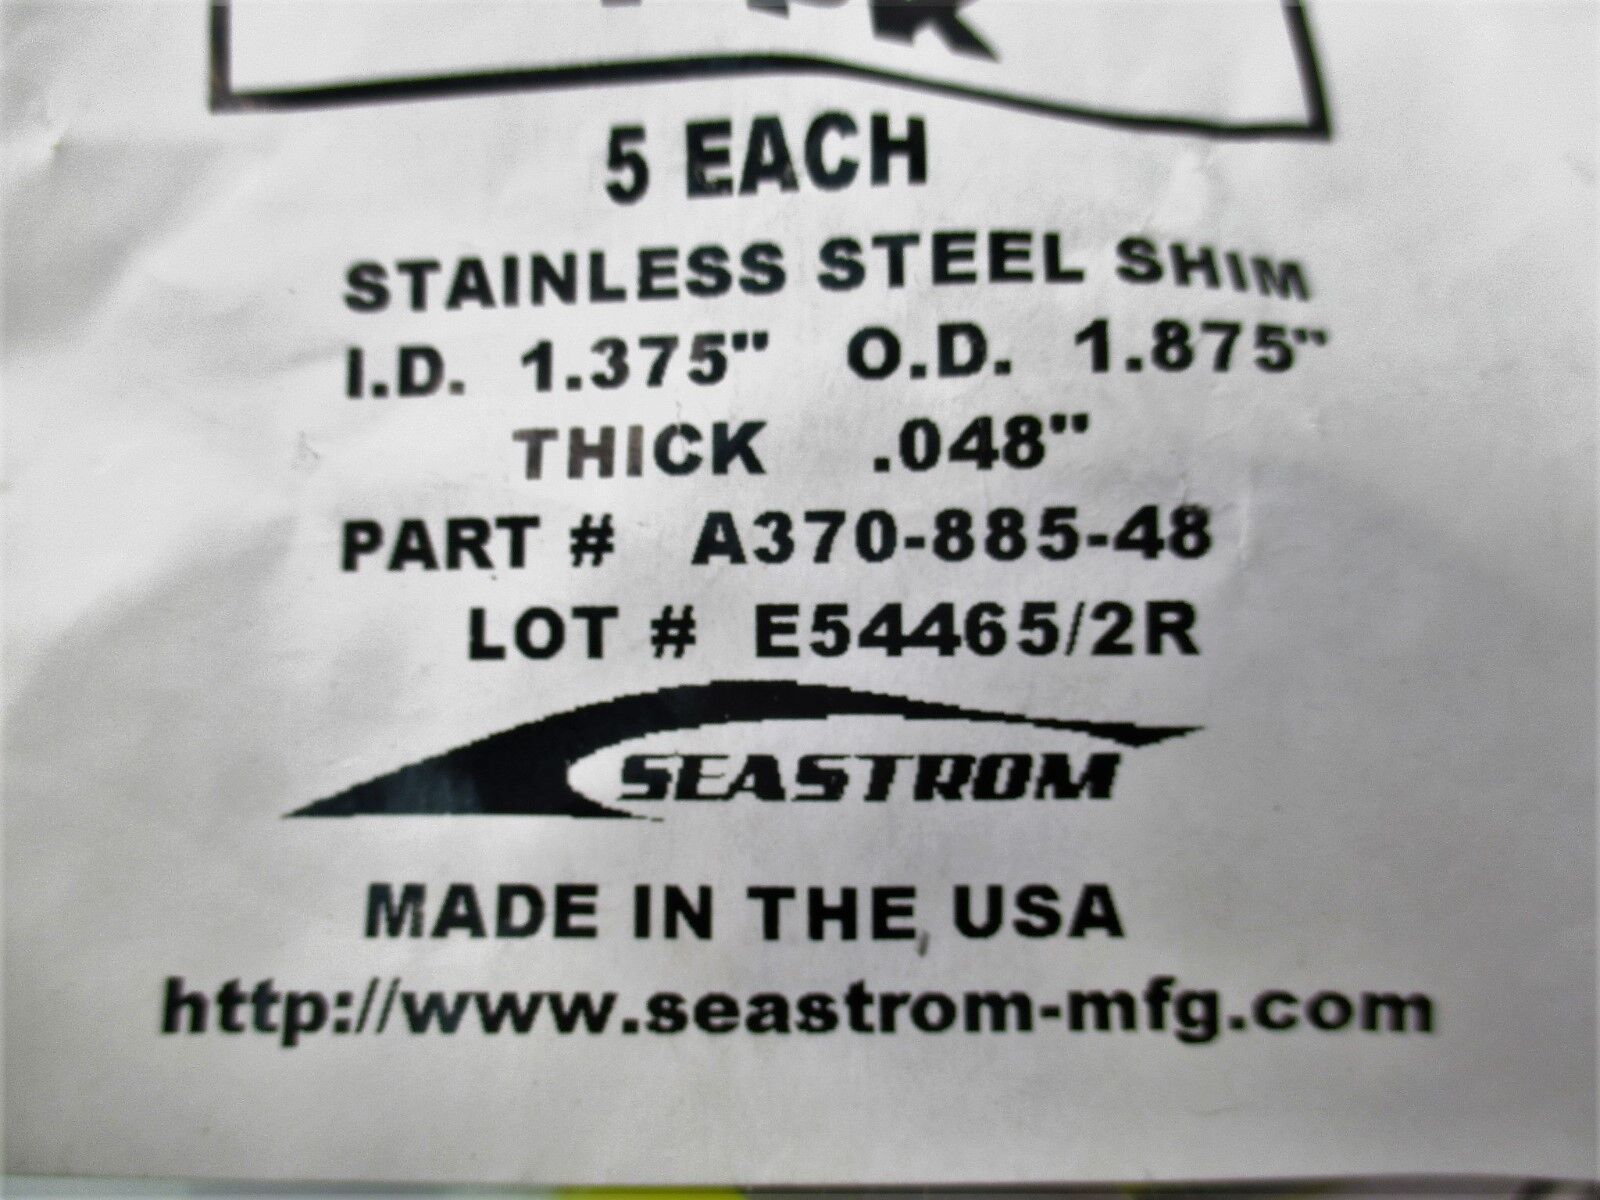 5 EACH
STAINLESS STEEL SHIM
I.D. 1.375" O.D. 1.875"
THICK .048"
PART # A370-885-48
LOT # E54465/2R
SEASTROM
MADE IN THE USA
http://www.seastrom-mfg.com